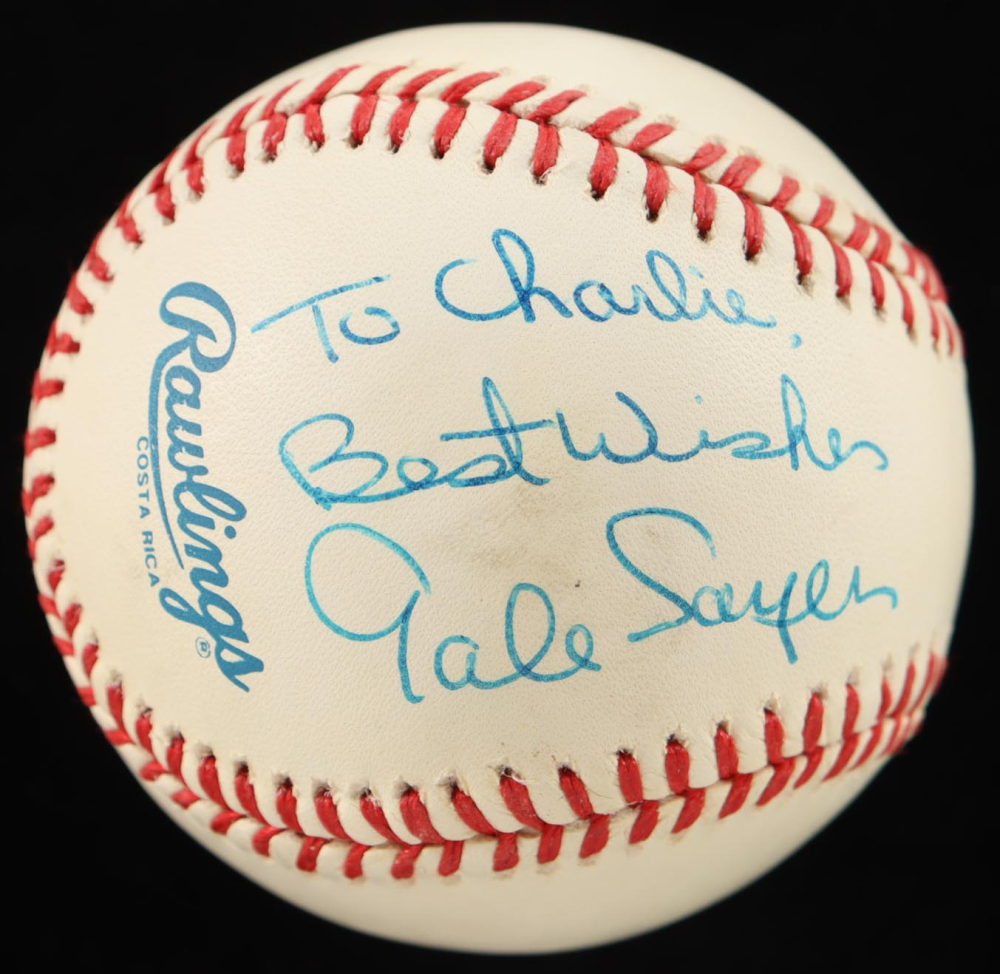 To Charlie,
Best Wishes
Gale Sayers
Rawlings ®
COSTA RICA